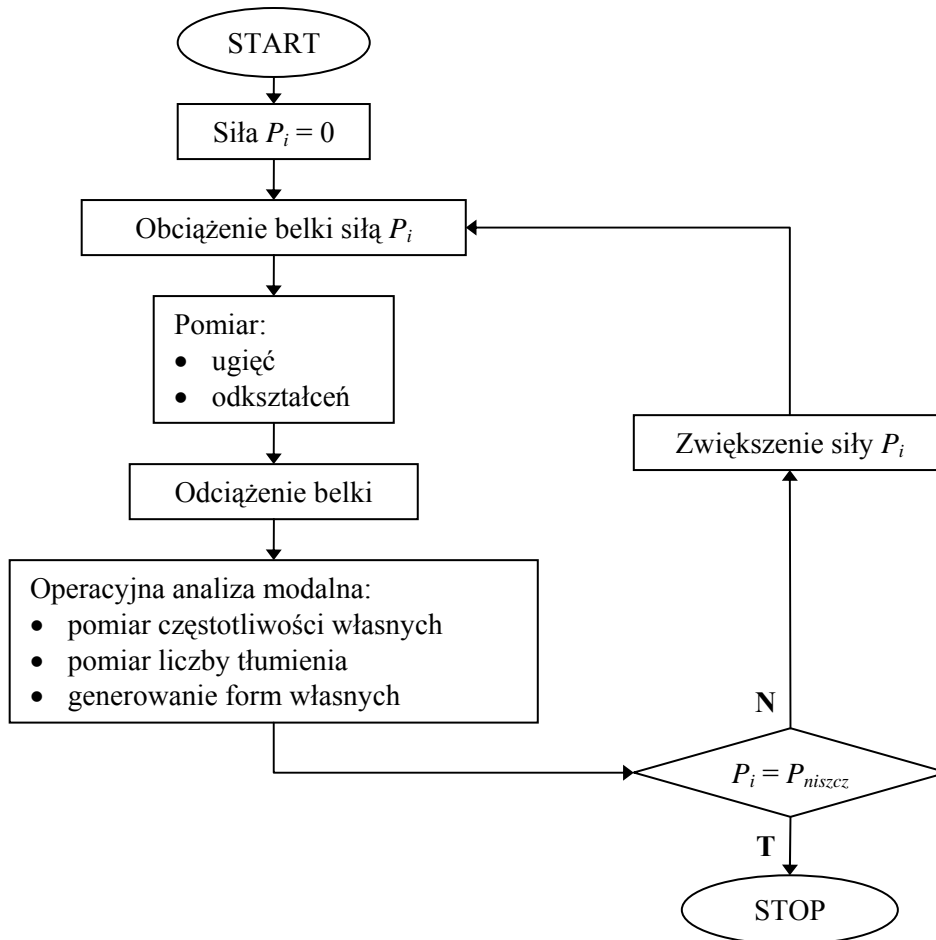 START
Siła P_i = 0
Obciążenie belki siłą P_i
Pomiar:
• ugięć
• odkształceń
Odciążenie belki
Operacyjna analiza modalna:
• pomiar częstotliwości własnych
• pomiar liczby tłumienia
• generowanie form własnych
Zwiększenie siły P_i
N
P_i = P_niszcz
T
STOP